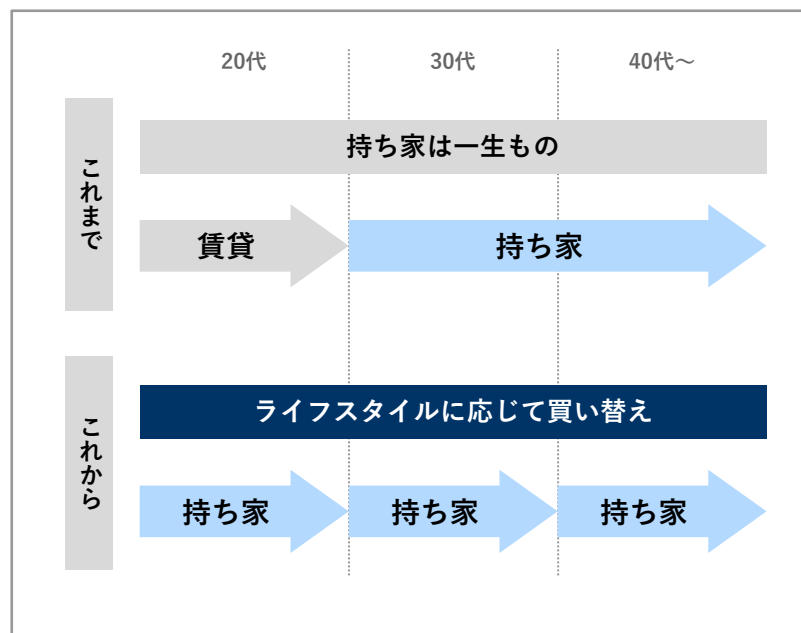 20代
30代
40代～
これまで
持ち家は一生もの
賃貸
持ち家
これから
ライフスタイルに応じて買い替え
持ち家
持ち家
持ち家